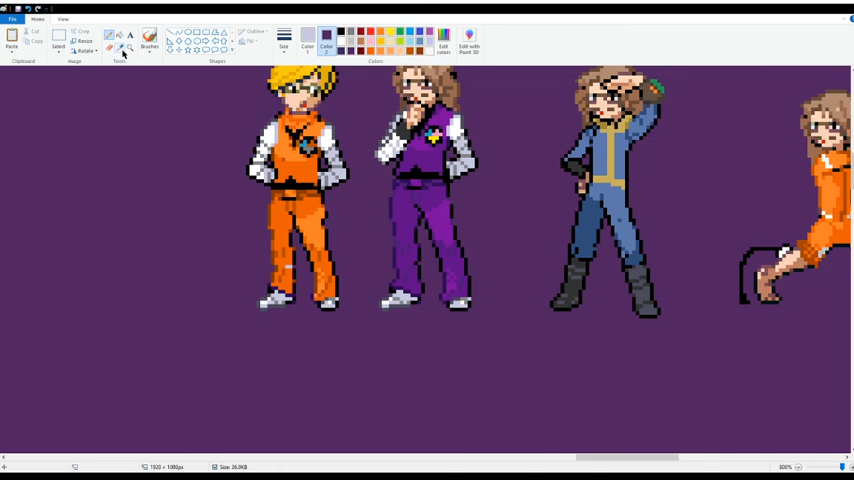 File
Home
View
Paste
Cut
Copy
Clipboard
Select
Crop
Resize
Rotate
Image
A
Tools
Brushes
Outline
Fill
Shapes
Size
Color
1
Color
2
Edit
colors
Edit with
Paint 3D
Colors
1920 × 1080px
Size: 36.9KB
800%